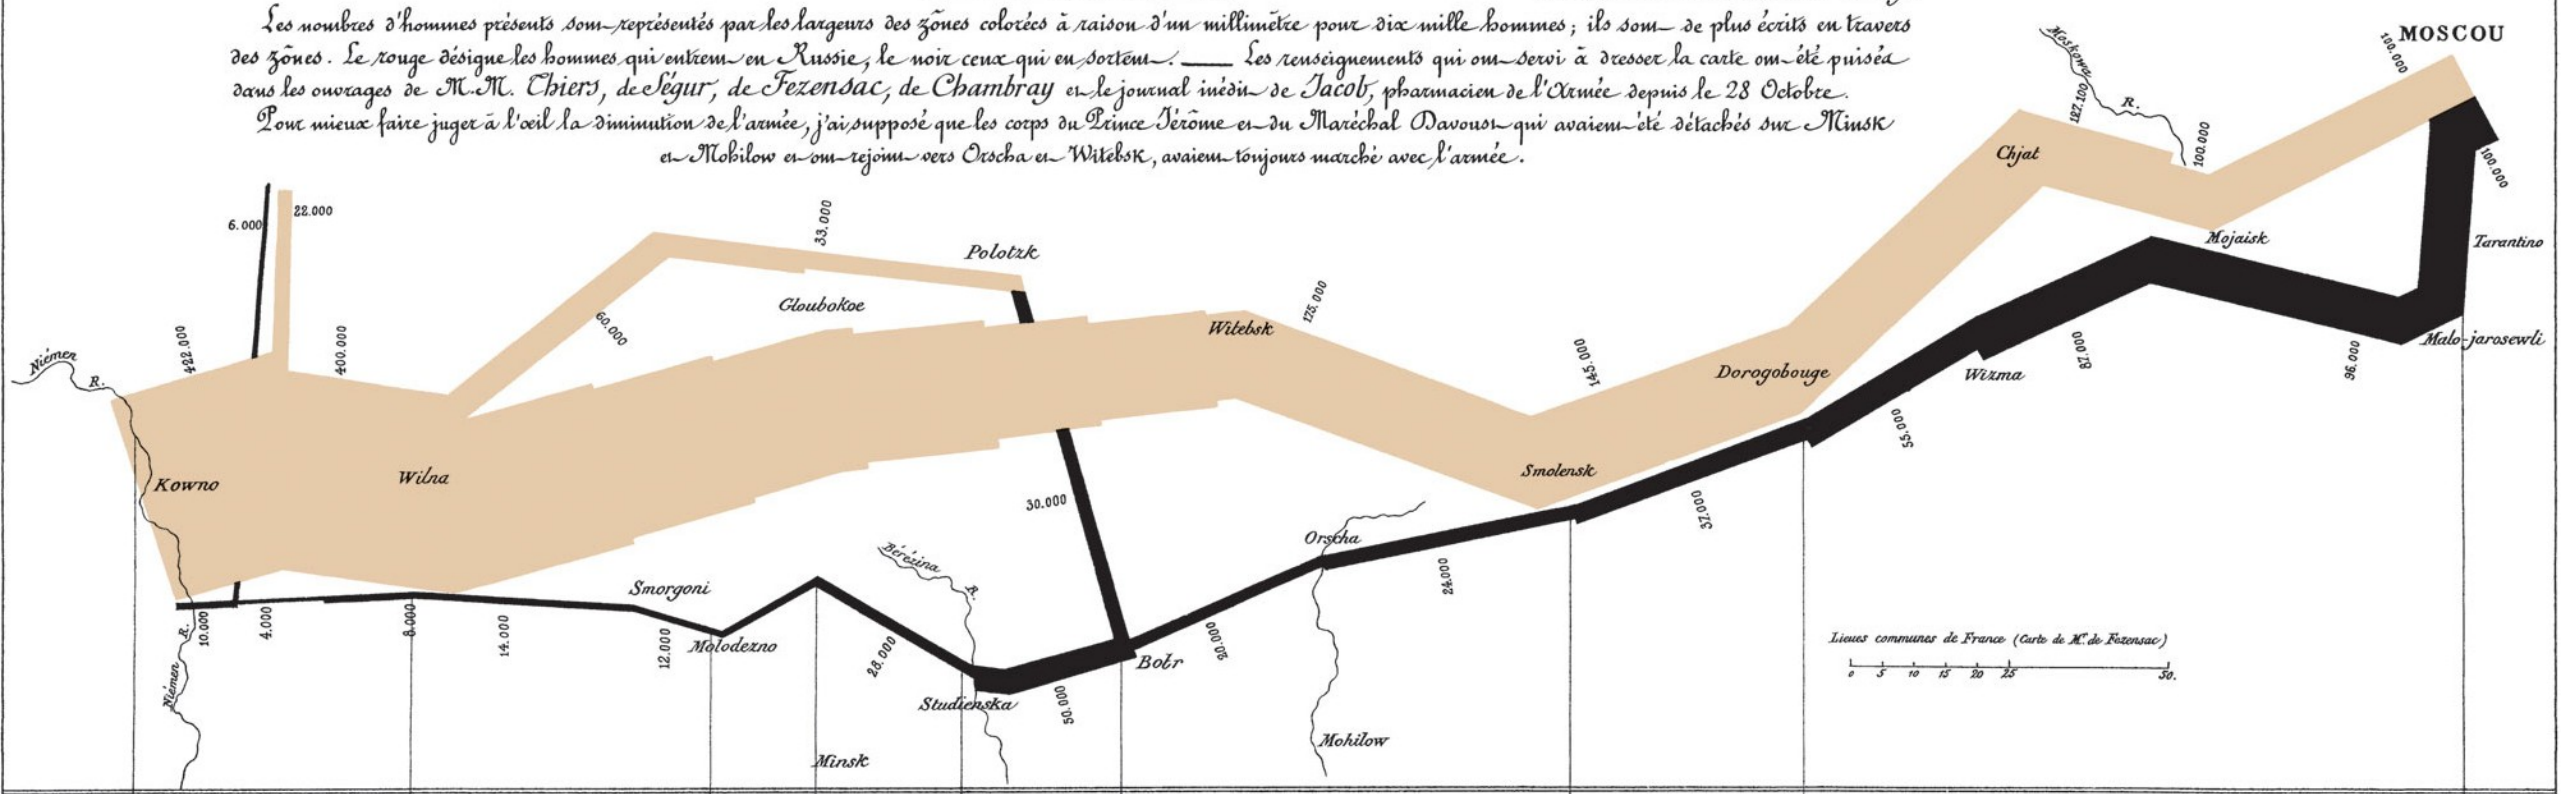 Les nombres d'hommes présents sont représentés par les largeurs des zônes colorées à raison d'un millimètre pour dix mille hommes; ils sont de plus écrits en travers
des zônes. Le rouge désigne les hommes qui entrent en Russie, le noir ceux qui en sortent. — Les renseignements qui ont servi à dresser la carte ont été puisés
dans les ouvrages de M.M. Thiers, de Ségur, de Fezensac, de Chambray et le journal inédit de Jacob, pharmacien de l'Armée depuis le 28 Octobre.
Pour mieux faire juger à l'œil la diminution de l'armée, j'ai supposé que les corps du Prince Jérôme et du Maréchal Davoust qui avaient été détachés sur Minsk
et Mohilow et ont rejoint vers Orscha et Witebsk, avaient toujours marché avec l'armée.
MOSCOU
100.000
Moskowa
R.
127.100
100.000
Chjat
100.000
Mojaisk
Tarantino
Malo-jarosewli
6.000
22.000
33.000
Polotzk
Gloubokoe
60.000
175.000
Witebsk
422.000
400.000
Niémen
R.
145.000
Dorogobouge
Wizma
87.000
96.000
55.000
Kowno
Wilna
Smolensk
30.000
37.000
Orscha
Bérézina
R.
24.000
Smorgoni
10.000
4.000
8.000
14.000
12.000
Molodezno
28.000
Studienska
50.000
Bobr
20.000
R.
Niémen
Minsk
Mohilow
Lieues communes de France (Carte de Mr. de Fezensac)
0 5 10 15 20 25 50.